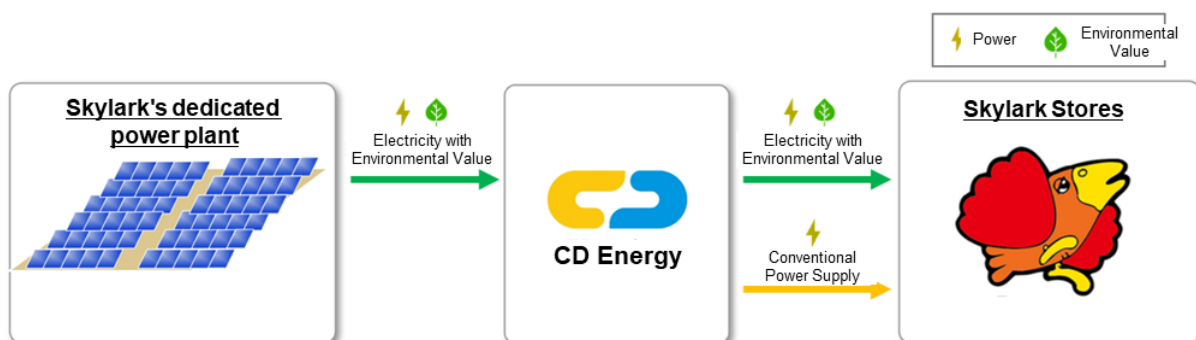 Power
Environmental
Value
Skylark's dedicated
power plant
Electricity with
Environmental Value
CD Energy
Electricity with
Environmental Value
Conventional
Power Supply
Skylark Stores